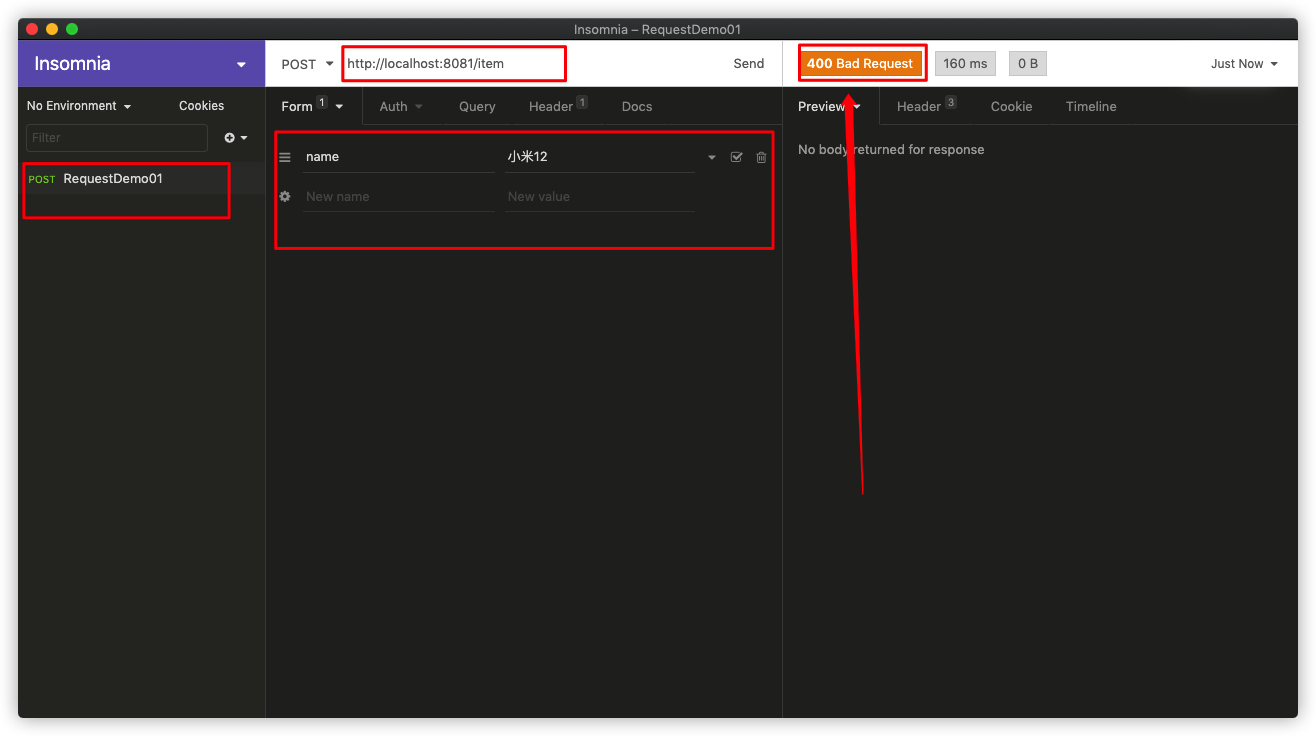 Insomnia – RequestDemo01
Insomnia
POST http://localhost:8081/item Send
400 Bad Request 160 ms 0 B Just Now
No Environment Cookies
Form 1 Auth Query Header 1 Docs
Preview Header 3 Cookie Timeline
Filter
No body returned for response
name 小米12
POST RequestDemo01
New name New value